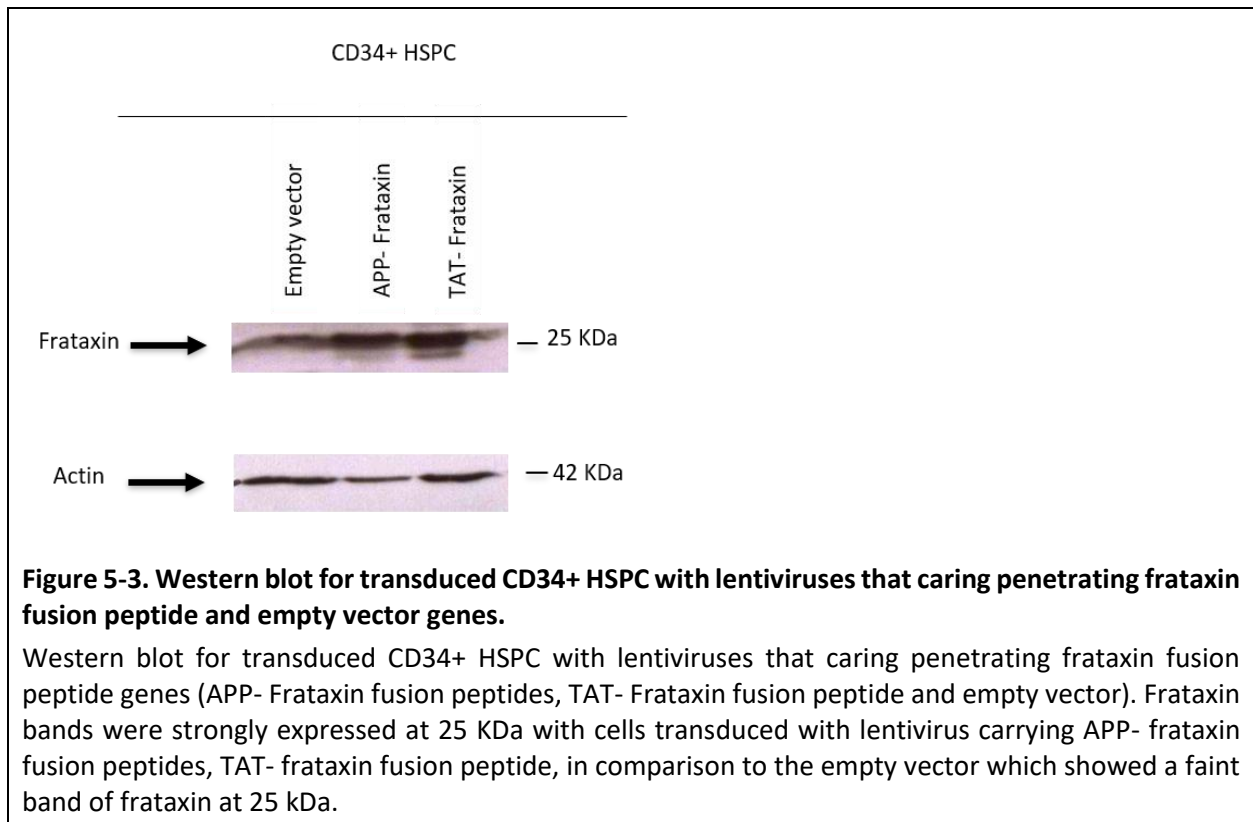 CD34+ HSPC
Empty vector
APP- Frataxin
TAT- Frataxin
Frataxin
25 KDa
Actin
42 KDa
Figure 5-3. Western blot for transduced CD34+ HSPC with lentiviruses that caring penetrating frataxin
fusion peptide and empty vector genes.
Western blot for transduced CD34+ HSPC with lentiviruses that caring penetrating frataxin fusion
peptide genes (APP- Frataxin fusion peptides, TAT- Frataxin fusion peptide and empty vector). Frataxin
bands were strongly expressed at 25 KDa with cells transduced with lentivirus carrying APP- frataxin
fusion peptides, TAT- frataxin fusion peptide, in comparison to the empty vector which showed a faint
band of frataxin at 25 kDa.